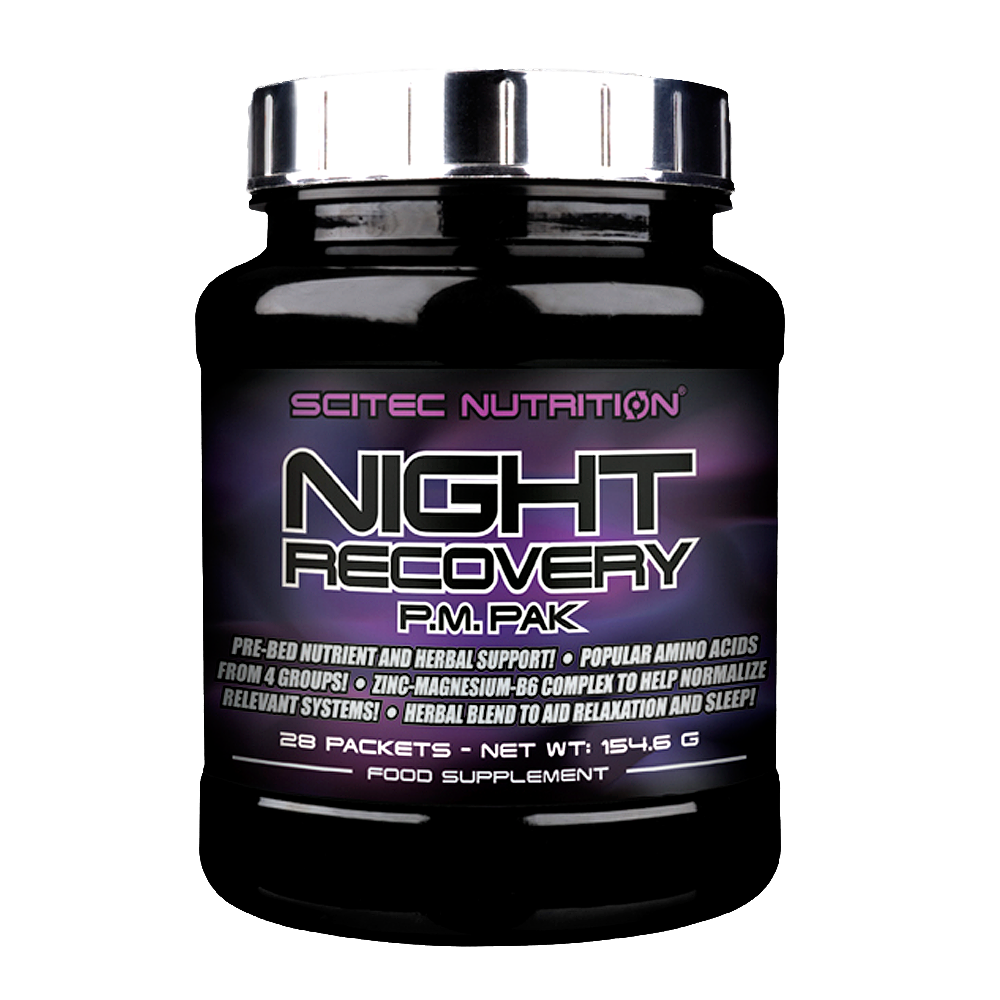 SCITEC NUTRITION®
NIGHT
RECOVERY
P.M. PAK
PRE-BED NUTRIENT AND HERBAL SUPPORT! • POPULAR AMINO ACIDS
FROM 4 GROUPS! • ZINC-MAGNESIUM-B6 COMPLEX TO HELP NORMALIZE
RELEVANT SYSTEMS! • HERBAL BLEND TO AID RELAXATION AND SLEEP!
28 PACKETS - NET WT: 154.6 G
FOOD SUPPLEMENT